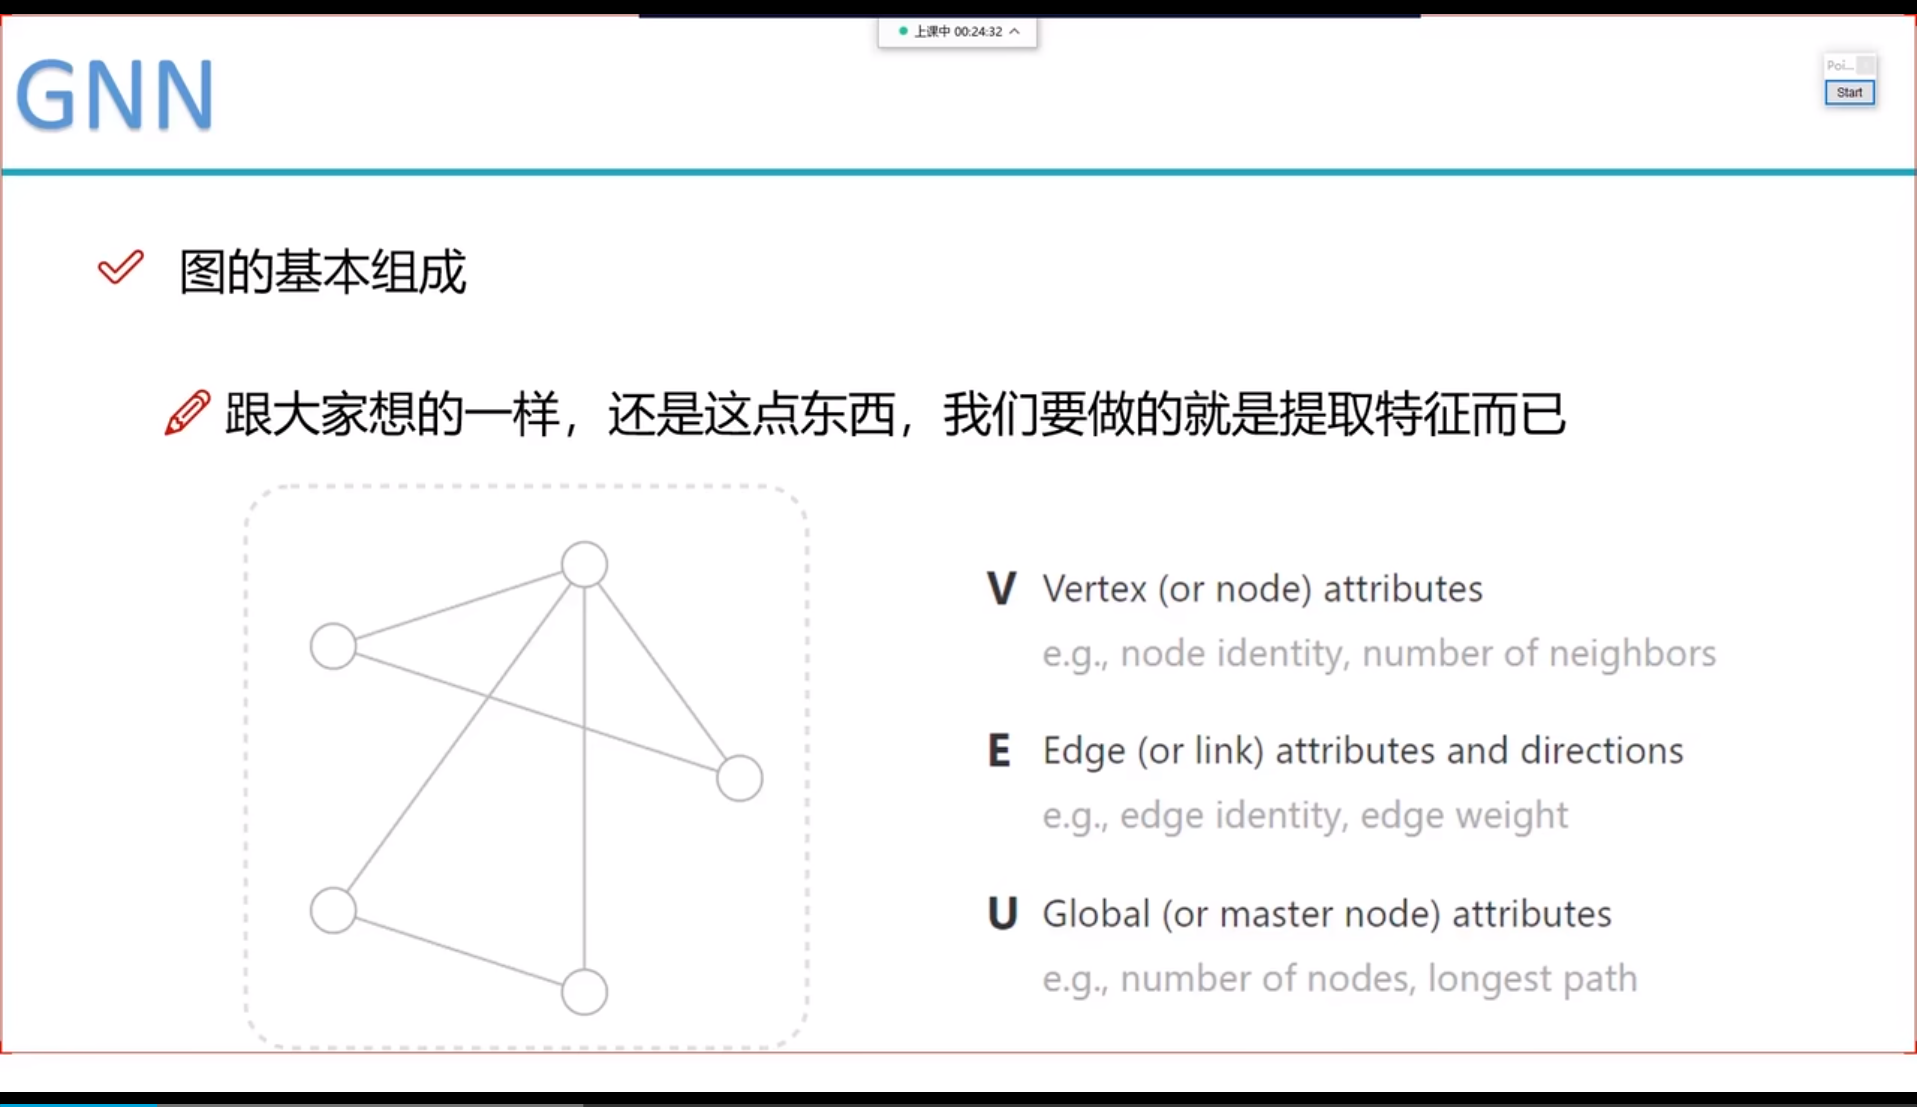 上课中 00:24:32
Poi...
Start
GNN
图的基本组成
跟大家想的一样，还是这点东西，我们要做的就是提取特征而已
V Vertex (or node) attributes
e.g., node identity, number of neighbors
E Edge (or link) attributes and directions
e.g., edge identity, edge weight
U Global (or master node) attributes
e.g., number of nodes, longest path